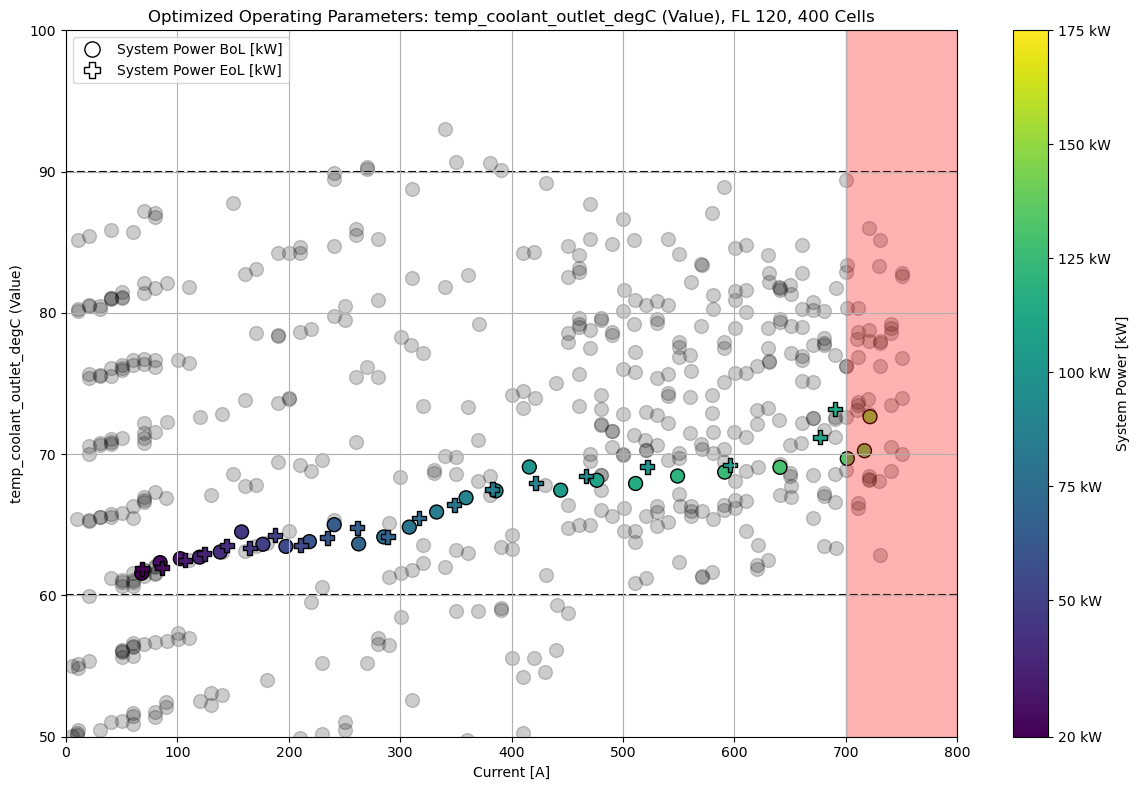 Optimized Operating Parameters: temp_coolant_outlet_degC (Value), FL 120, 400 Cells
System Power BoL [kW]
System Power EoL [kW]
temp_coolant_outlet_degC (Value)
100
90
80
70
60
50
0
100
200
300
400
500
600
700
800
Current [A]
175 kW
150 kW
125 kW
100 kW
75 kW
50 kW
20 kW
System Power [kW]